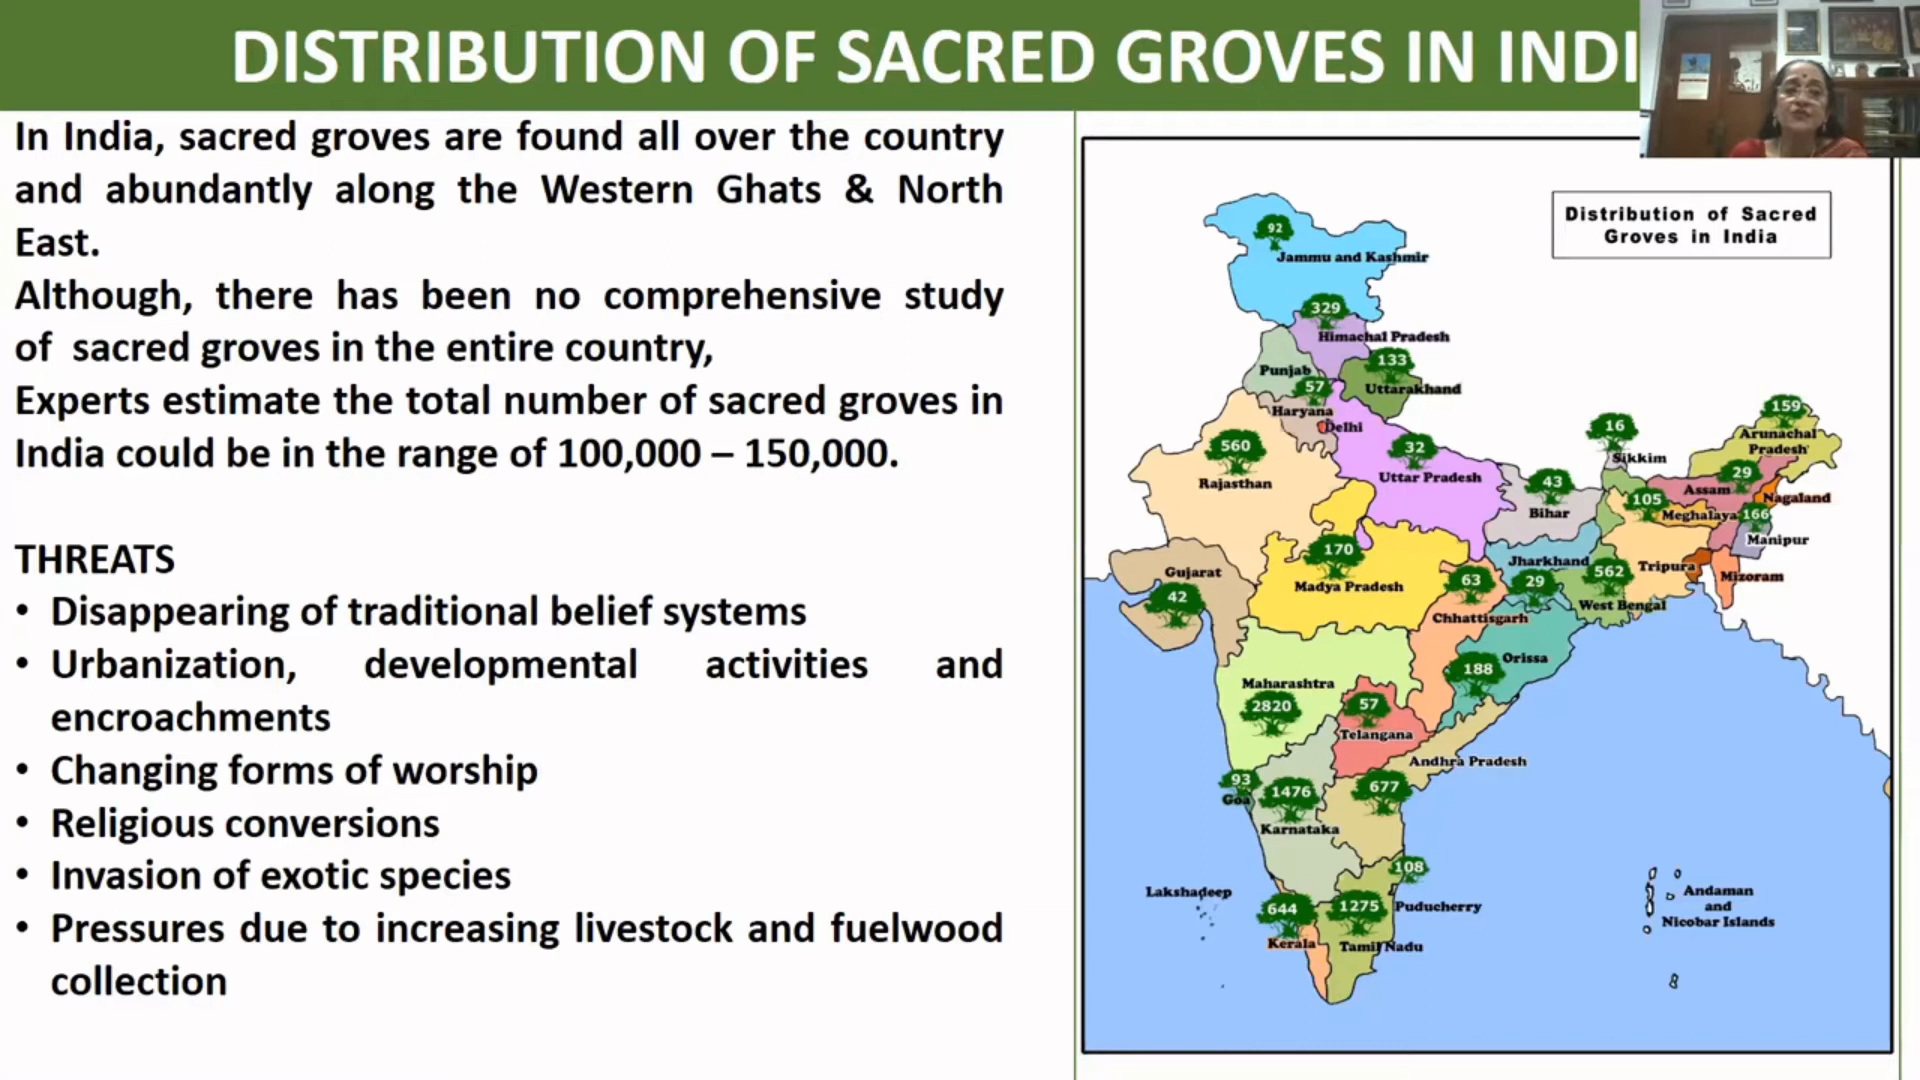 DISTRIBUTION OF SACRED GROVES IN INDI
In India, sacred groves are found all over the country
and abundantly along the Western Ghats & North
East.
Although, there has been no comprehensive study
of sacred groves in the entire country,
Experts estimate the total number of sacred groves in
India could be in the range of 100,000 – 150,000.
THREATS
• Disappearing of traditional belief systems
• Urbanization, developmental activities and
encroachments
• Changing forms of worship
• Religious conversions
• Invasion of exotic species
• Pressures due to increasing livestock and fuelwood
collection
Distribution of Sacred
Groves in India
92
Jammu and Kashmir
329
Himachal Pradesh
133
Uttarakhand
Punjab
57
Haryana
Delhi
560
Rajasthan
32
Uttar Pradesh
16
Sikkim
159
Arunachal
Pradesh
29
Assam
Nagaland
43
Bihar
105
Meghalaya
166
Manipur
170
Madya Pradesh
Gujarat
42
63
Chhattisgarh
Jharkhand
29
562
West Bengal
Tripura
Mizoram
188
Orissa
Maharashtra
2820
57
Telangana
Andhra Pradesh
677
93
Goa
1476
Karnataka
108
Puducherry
Lakshadeep
644
Kerala
1275
Tamil Nadu
Andaman
and
Nicobar Islands